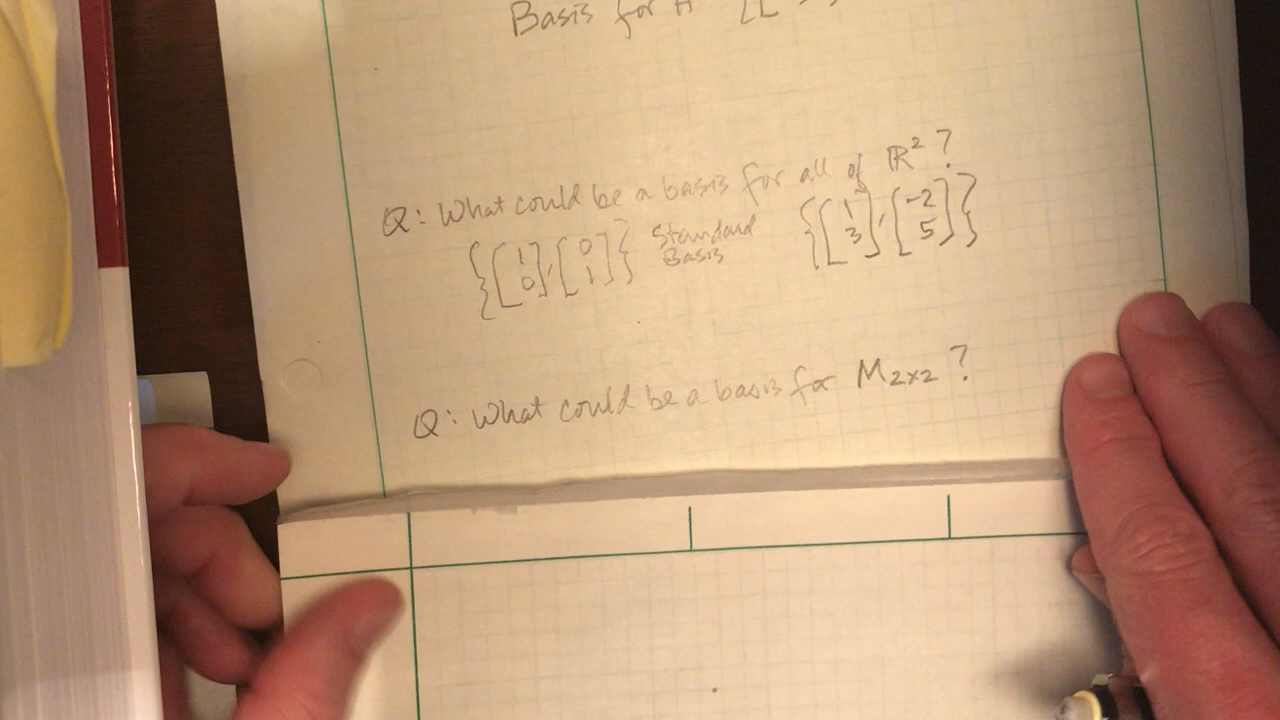 Basis for H
Q: What could be a basis for all of ℝ² ?
{[1 0], [0 1]} Standard Basis {[1 3], [-2 5]}
Q: What could be a basis for M2x2 ?